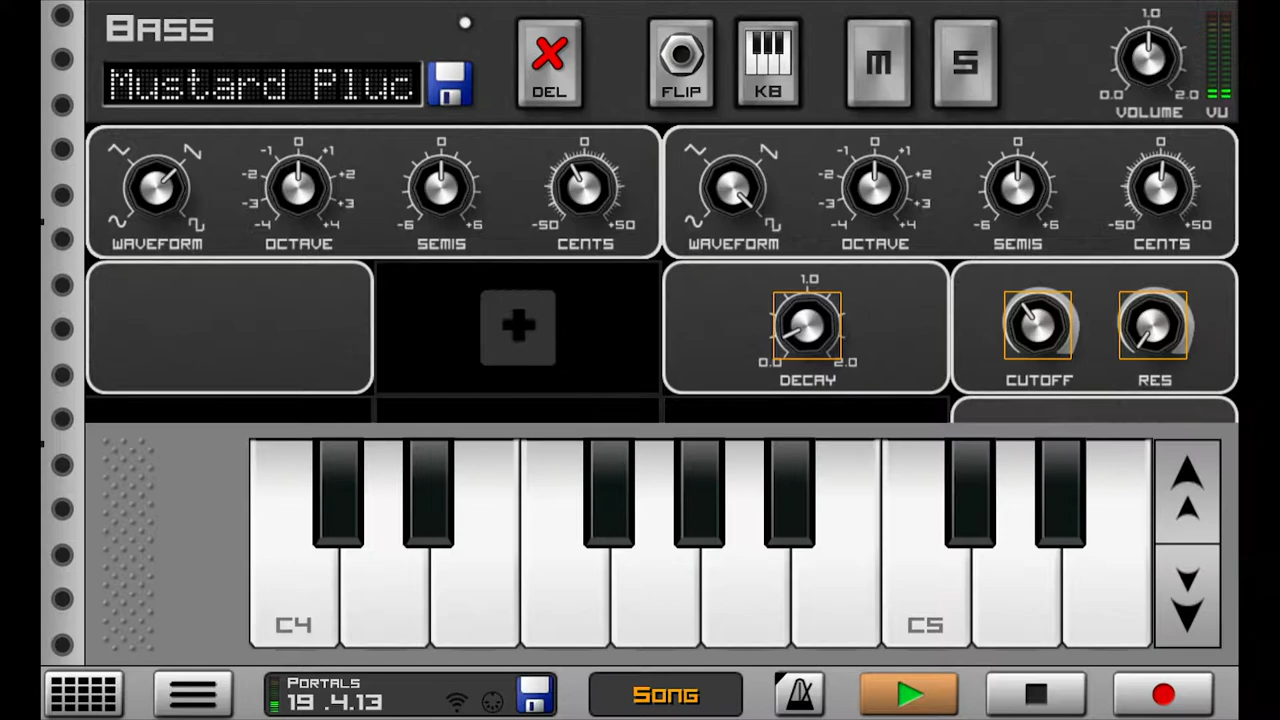 Bass
Mustard Pluc
DEL
FLIP
KB
M
S
1.0
0.0 2.0
VOLUME VU
0 0 0 0 0 0
-1 +1 -1 +1
-2 +2 -2 +2
-3 +3 -3 +3
-4 +4 -6 +6 -50 +50 -4 +4 -6 +6 -50 +50
WAVEFORM OCTAVE SEMIS CENTS WAVEFORM OCTAVE SEMIS CENTS
1.0
0.0 2.0
DECAY CUTOFF RES
C4 C5
Portals
19 .4.13
Song